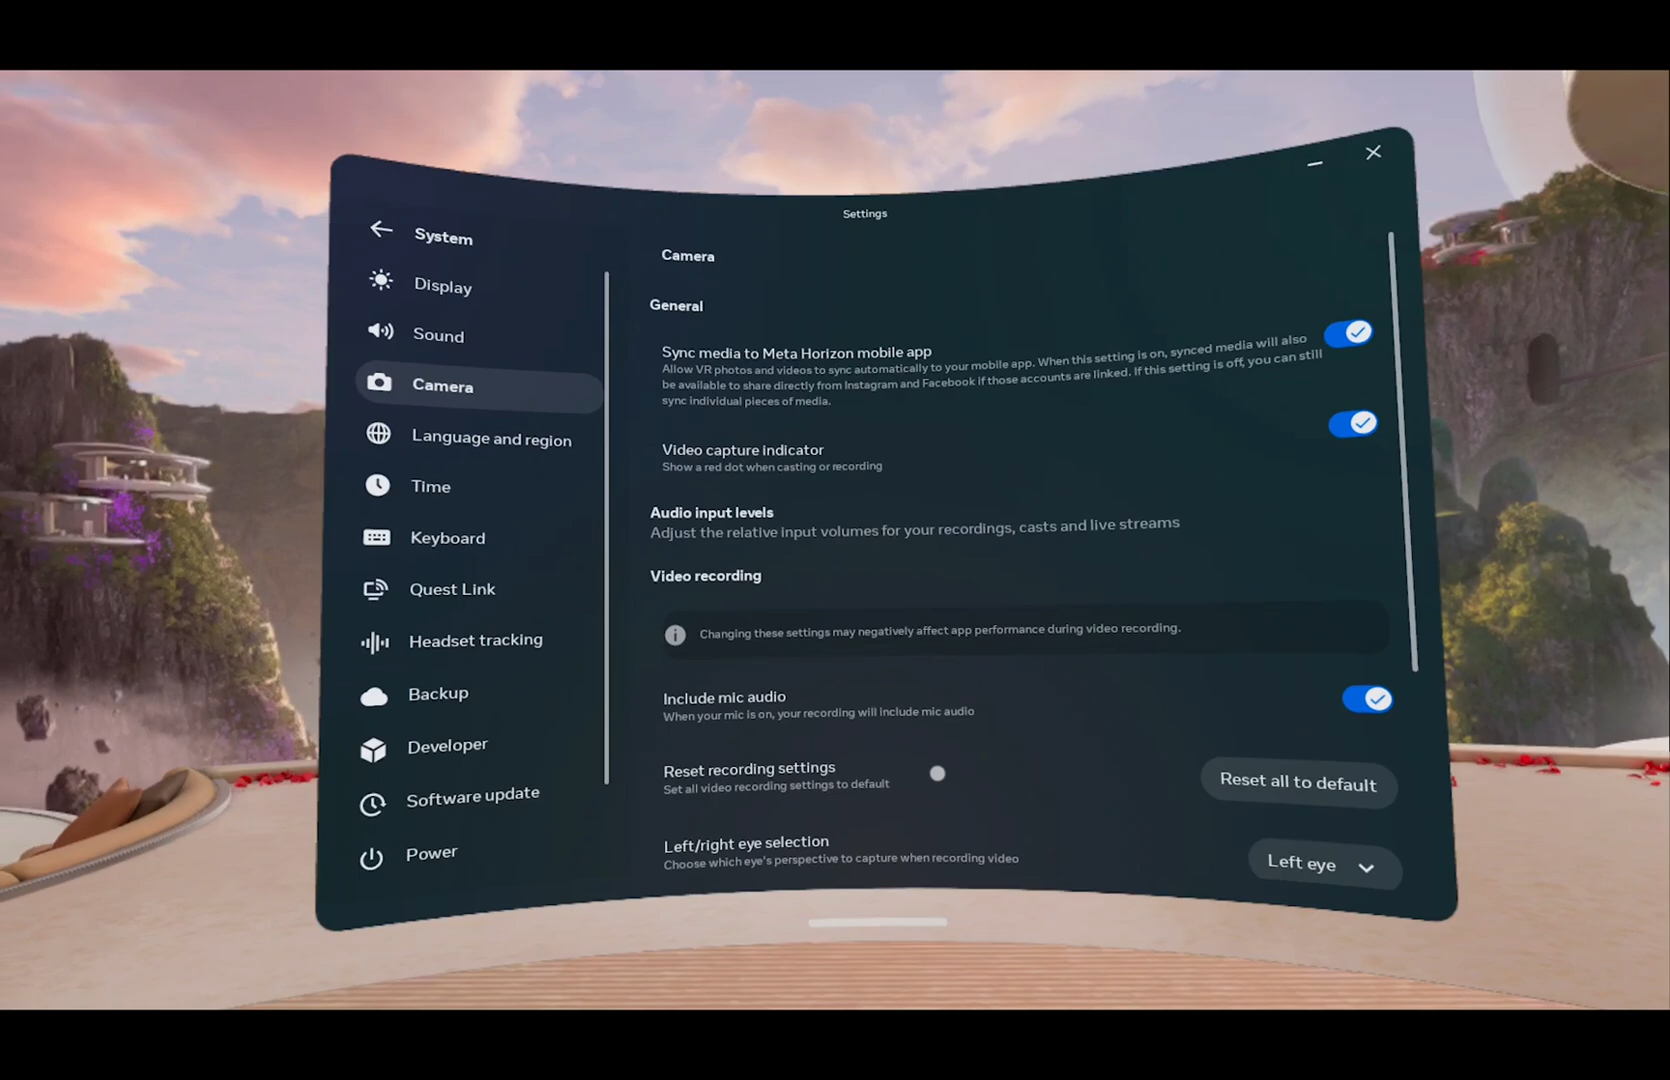 Settings
System
Display
Sound
Camera
Language and region
Time
Keyboard
Quest Link
Headset tracking
Backup
Developer
Software update
Power
Camera
General
Sync media to Meta Horizon mobile app
Allow VR photos and videos to sync automatically to your mobile app. When this setting is on, synced media will also
be available to share directly from Instagram and Facebook if those accounts are linked. If this setting is off, you can still
sync individual pieces of media.
Video capture indicator
Show a red dot when casting or recording
Audio input levels
Adjust the relative input volumes for your recordings, casts and live streams
Video recording
Changing these settings may negatively affect app performance during video recording.
Include mic audio
When your mic is on, your recording will include mic audio
Reset recording settings
Set all video recording settings to default
Reset all to default
Left/right eye selection
Choose which eye's perspective to capture when recording video
Left eye